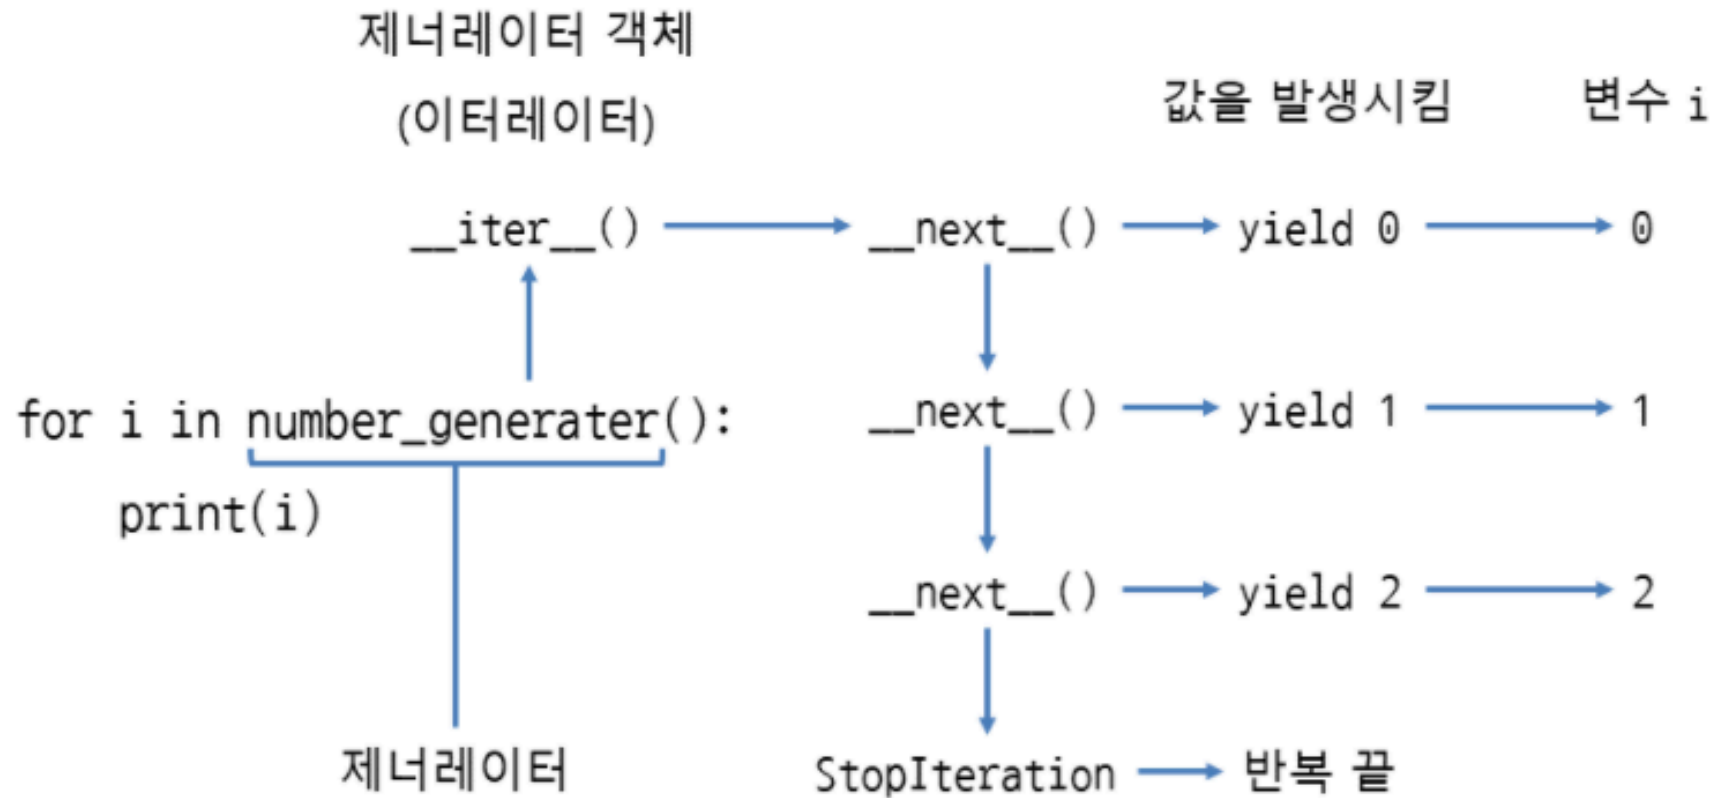 제너레이터 객체
(이터레이터)
값을 발생시킴
변수 i
__iter__()
__next__()
yield 0
0
for i in number_generater():
print(i)
__next__()
yield 1
1
__next__()
yield 2
2
제너레이터
StopIteration
반복 끝